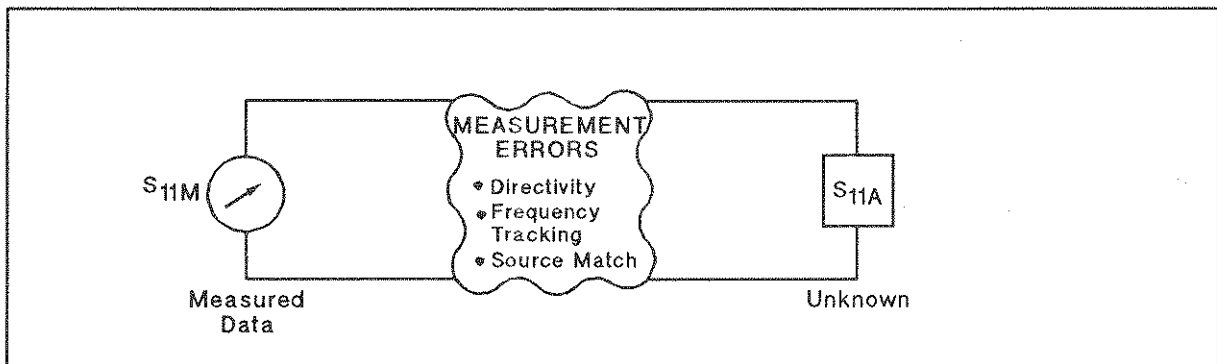 MEASUREMENT
ERRORS
S11M
• Directivity
• Frequency
Tracking
• Source Match
S11A
Measured
Data
Unknown